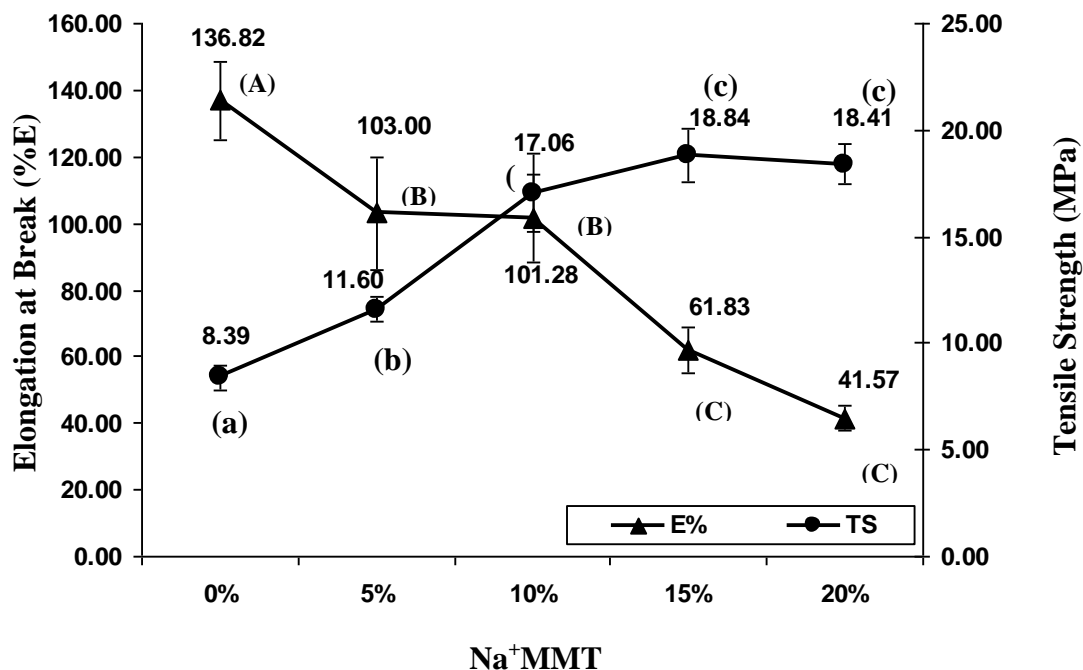 160.00
140.00
120.00
100.00
80.00
60.00
40.00
20.00
0.00
Elongation at Break (%E)
25.00
20.00
15.00
10.00
5.00
0.00
Tensile Strength (MPa)
136.82
(A)
103.00
(B)
17.06
(
(B)
101.28
(c)
18.84
(c)
18.41
11.60
(b)
8.39
(a)
61.83
(C)
41.57
(C)
E% TS
0% 5% 10% 15% 20%
Na⁺MMT